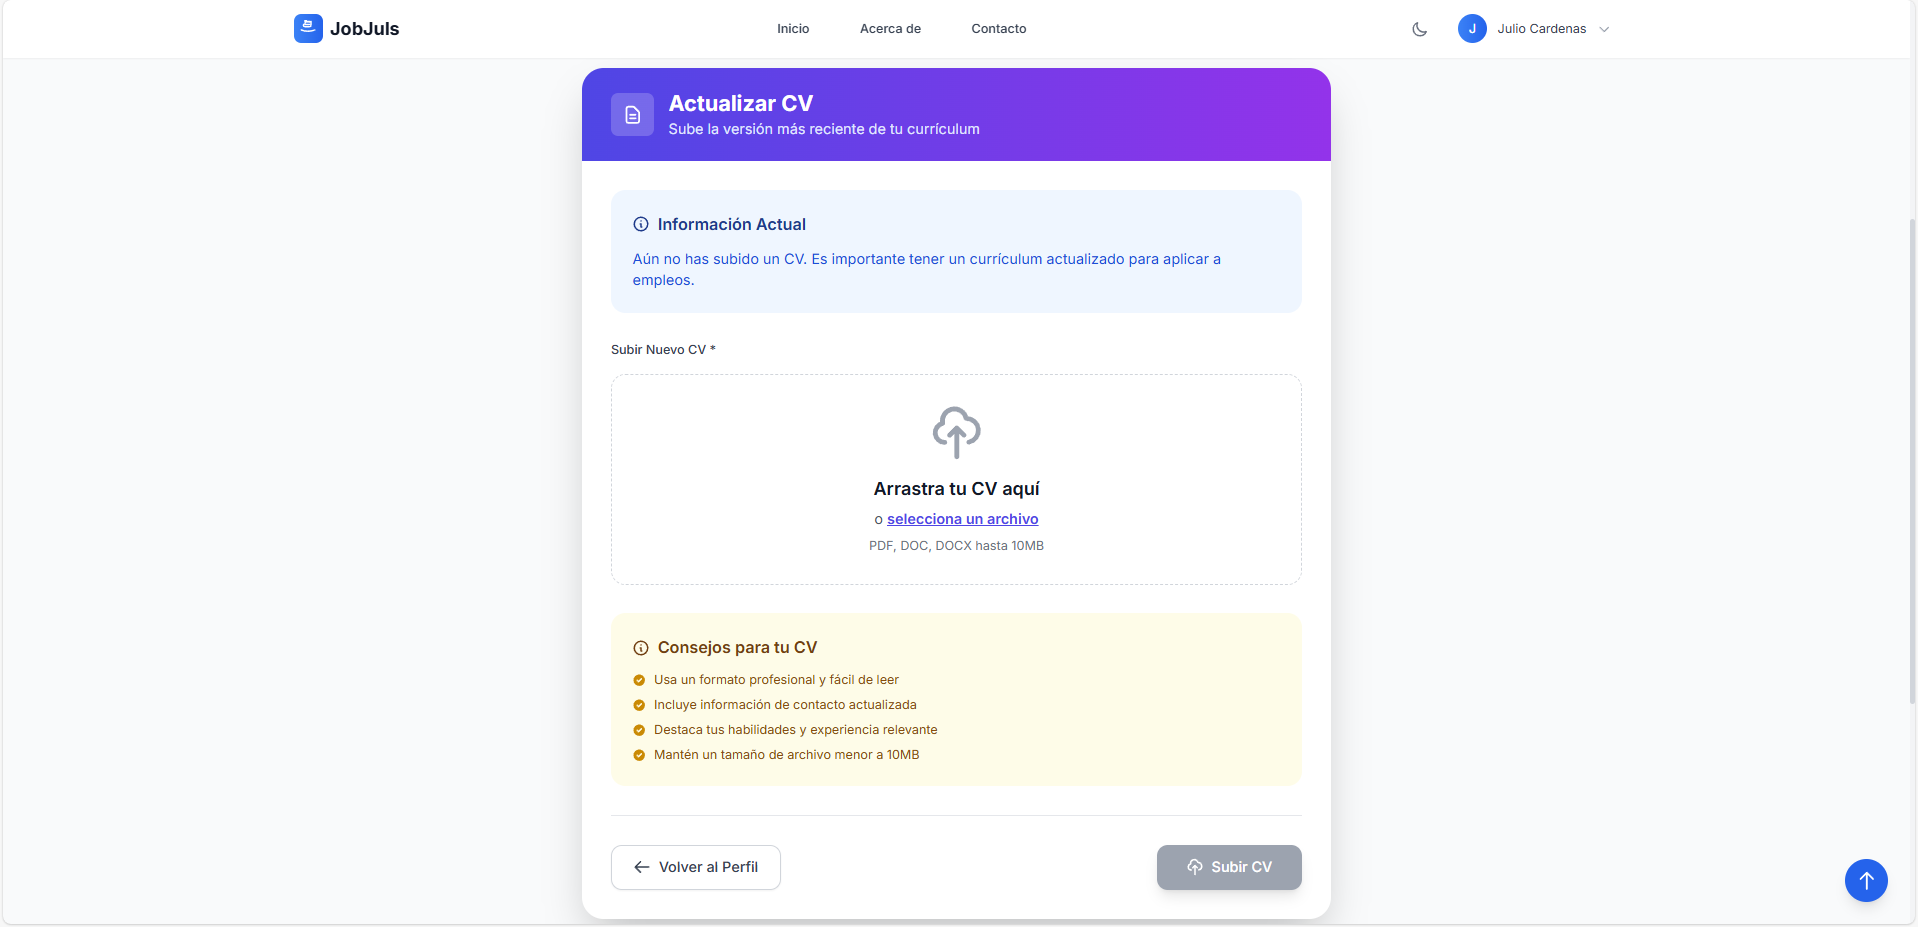 JobJuls
Inicio
Acerca de
Contacto
J
Julio Cardenas
Actualizar CV
Sube la versión más reciente de tu currículum
Información Actual
Aún no has subido un CV. Es importante tener un currículum actualizado para aplicar a
empleos.
Subir Nuevo CV *
Arrastra tu CV aquí
o selecciona un archivo
PDF, DOC, DOCX hasta 10MB
Consejos para tu CV
Usa un formato profesional y fácil de leer
Incluye información de contacto actualizada
Destaca tus habilidades y experiencia relevante
Mantén un tamaño de archivo menor a 10MB
Volver al Perfil
Subir CV